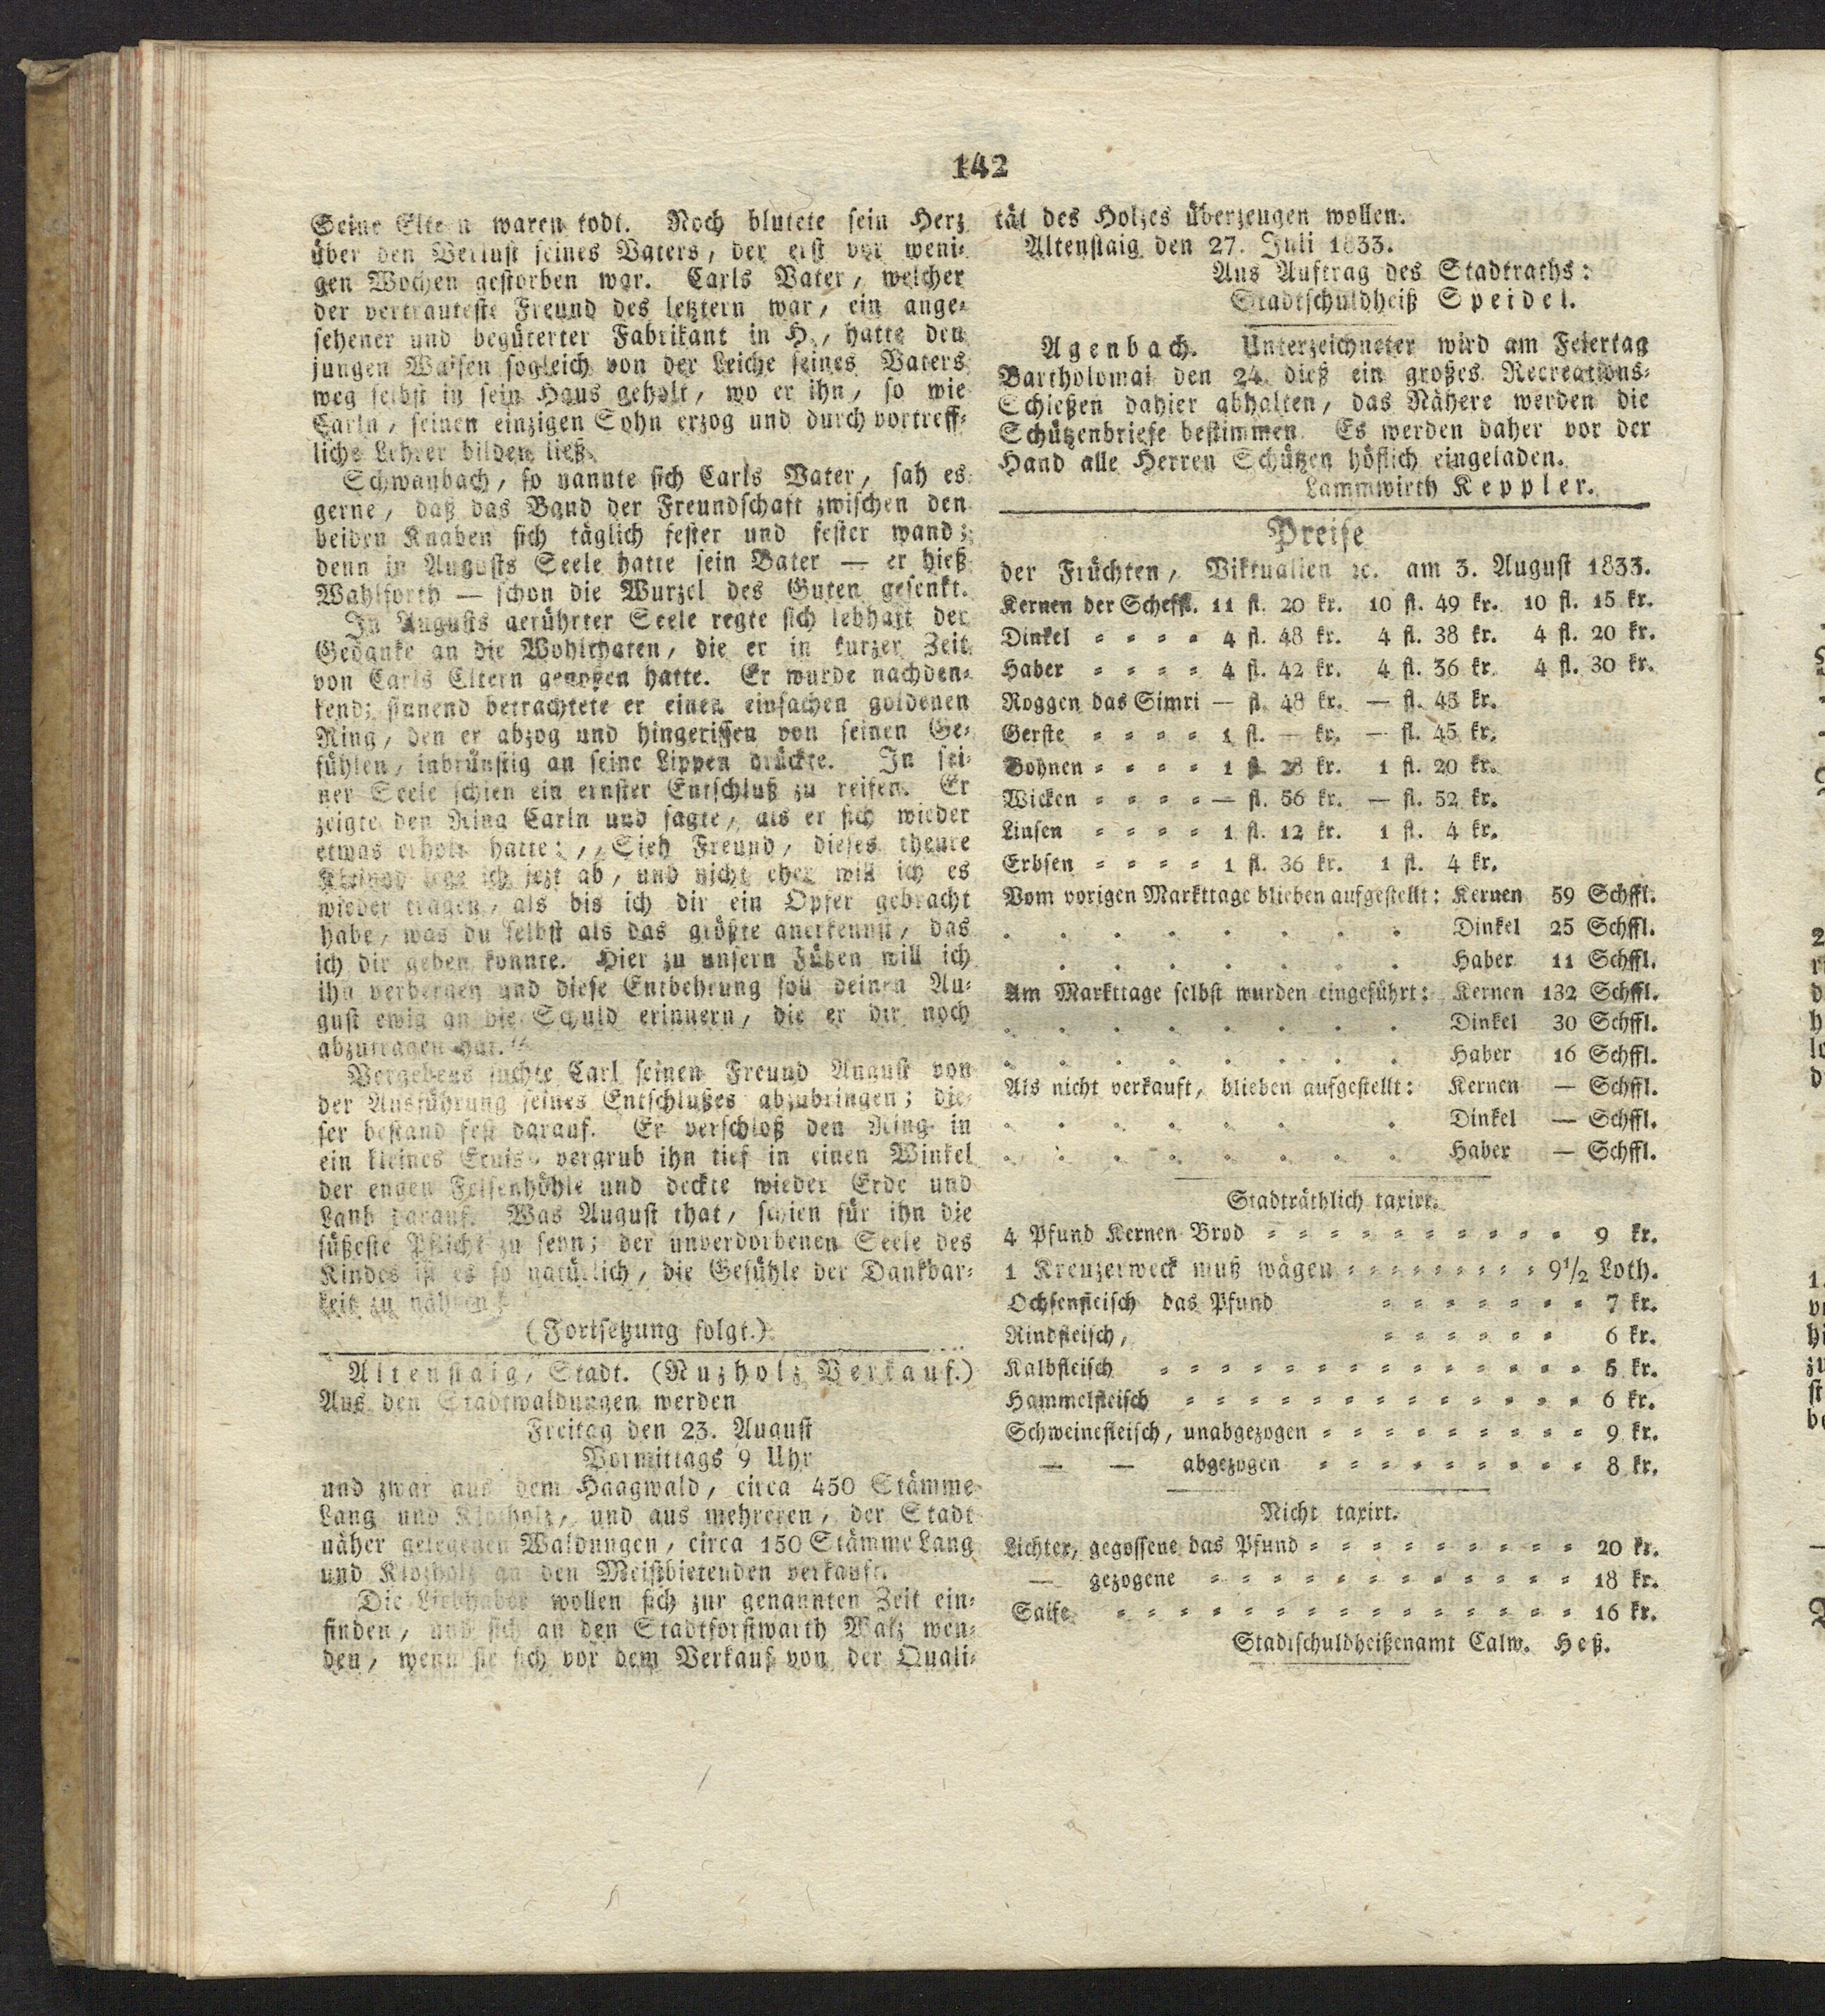 142
Seine Eltern waren todt. Noch blutete sein Herz
über den Verlust seines Vaters, der erst vor weni-
gen Wochen gestorben war. Carls Vater, welcher
der vertrauteste Freund des letztern war, ein ange-
sehener und begüterter Fabrikant in H., hatte den
jungen Waisen sogleich von der Leiche seines Vaters
weg selbst in sein Haus geholt, wo er ihn, so wie
Carln, seinen einzigen Sohn erzog und durch vortreff-
liche Lehrer bilden ließ.
Schwanbach, so nannte sich Carls Vater, sah es
gerne, daß das Band der Freundschaft zwischen den
beiden Knaben sich täglich fester und fester wand;
denn in Augusts Seele hatte sein Vater — er hieß
Wahlforth — schon die Wurzel des Guten gesenkt.
In Augusts gerührter Seele regte sich lebhaft der
Gedanke an die Wohlthaten, die er in kurzer Zeit
von Carls Eltern genoßen hatte. Er wurde nachden-
kend; sinnend betrachtete er einen einfachen goldenen
Ring, den er abzog und hingerissen von seinen Ge-
fühlen, inbrünstig an seine Lippen drückte. In sei-
ner Seele schien ein ernster Entschluß zu reifen. Er
zeigte den Ring Carln und sagte, als er sich wieder
etwas erholt hatte: „Sieh Freund, dieses theure
Kleinod lege ich jezt ab, und nicht eher will ich es
wieder tragen, als bis ich dir ein Opfer gebracht
habe, was du selbst als das größte anerkennst, das
ich dir geben konnte. Hier zu unsern Füßen will ich
ihn verbergen und diese Entbehrung soll deinen Au-
gust ewig an die Schuld erinnern, die er dir noch
abzutragen hat.“
Vergebens suchte Carl seinen Freund August von
der Ausführung seines Entschlußes abzubringen; die-
ser bestand fest darauf. Er verschloß den Ring in
ein kleines Etuis, vergrub ihn tief in einen Winkel
der engen Felsenhöhle und deckte wieder Erde und
Laub darauf. Was August that, schien für ihn die
süßeste Pflicht zu seyn; der unverdorbenen Seele des
Kindes ist es so natürlich, die Gefühle der Dankbar-
keit zu nähren!
(Fortsetzung folgt.)
Altenstaig, Stadt. (Nuzholz Verkauf.)
Aus den Stadtwaldungen werden
Freitag den 23. August
Vormittags 9 Uhr
und zwar aus dem Haagwald, circa 450 Stämme
Lang und Klozholz, und aus mehreren, der Stadt
näher gelegenen Waldungen, circa 150 Stämme Lang
und Klozholz an den Meistbietenden verkauft.
Die Liebhaber wollen sich zur genannten Zeit ein-
finden, und sich an den Stadtforstwarth Walz wen-
den, wenn sie sich vor dem Verkauf von der Quali-
tät des Holzes überzeugen wollen.
Altenstaig den 27. Juli 1833.
Aus Auftrag des Stadtraths:
Stadtschuldheiß Speidel.
Agenbach. Unterzeichneter wird am Feiertag
Bartholomai den 24. dieß ein großes Recreations-
Schießen dahier abhalten, das Nähere werden die
Schützenbriefe bestimmen. Es werden daher vor der
Hand alle Herren Schützen höflich eingeladen.
Lammwirth Keppler.
Preise
der Früchten, Viktualien ꝛc. am 3. August 1833.
Kernen der Scheffl. 11 fl. 20 kr. 10 fl. 49 kr. 10 fl. 15 kr.
Dinkel = = = = 4 fl. 48 kr. 4 fl. 38 kr. 4 fl. 20 kr.
Haber = = = = 4 fl. 42 kr. 4 fl. 36 kr. 4 fl. 30 kr.
Roggen das Simri — fl. 48 kr. — fl. 45 kr.
Gerste = = = = 1 fl. — kr. — fl. 45 kr.
Bohnen = = = = 1 fl. 28 kr. 1 fl. 20 kr.
Wicken = = = = — fl. 56 kr. — fl. 52 kr.
Linsen = = = = 1 fl. 12 kr. 1 fl. 4 kr.
Erbsen = = = = 1 fl. 36 kr. 1 fl. 4 kr.
Vom vorigen Markttage blieben aufgestellt: Kernen 59 Schffl.
. . . . . . . . Dinkel 25 Schffl.
. . . . . . . Haber 11 Schffl.
Am Markttage selbst wurden eingeführt: Kernen 132 Schffl.
. . . . . . . . Dinkel 30 Schffl.
. . . . . . . . Haber 16 Schffl.
Als nicht verkauft, blieben aufgestellt: Kernen — Schffl.
. . . . . . . Dinkel — Schffl.
. . . . . . . . Haber — Schffl.
Stadträthlich taxirt.
4 Pfund Kernen Brod = = = = = = = = = = = 9 kr.
1 Kreuzerweck muß wägen = = = = = = = = = 9 1/2 Loth.
Ochsenfleisch das Pfund = = = = = = = = 7 kr.
Rindfleisch, = = = = = = 6 kr.
Kalbfleisch = = = = = = = = = = = = = = 5 kr.
Hammelfleisch = = = = = = = = = = = = = 6 kr.
Schweinefleisch, unabgezogen = = = = = = = = = 9 kr.
— — abgezogen = = = = = = = = = 8 kr.
Nicht taxirt.
Lichter, gegossene das Pfund = = = = = = = = = 20 kr.
— gezogene = = = = = = = = = = = = 18 kr.
Saife = = = = = = = = = = = = = = = 16 kr.
Stadtschuldheißenamt Calw. Heß.